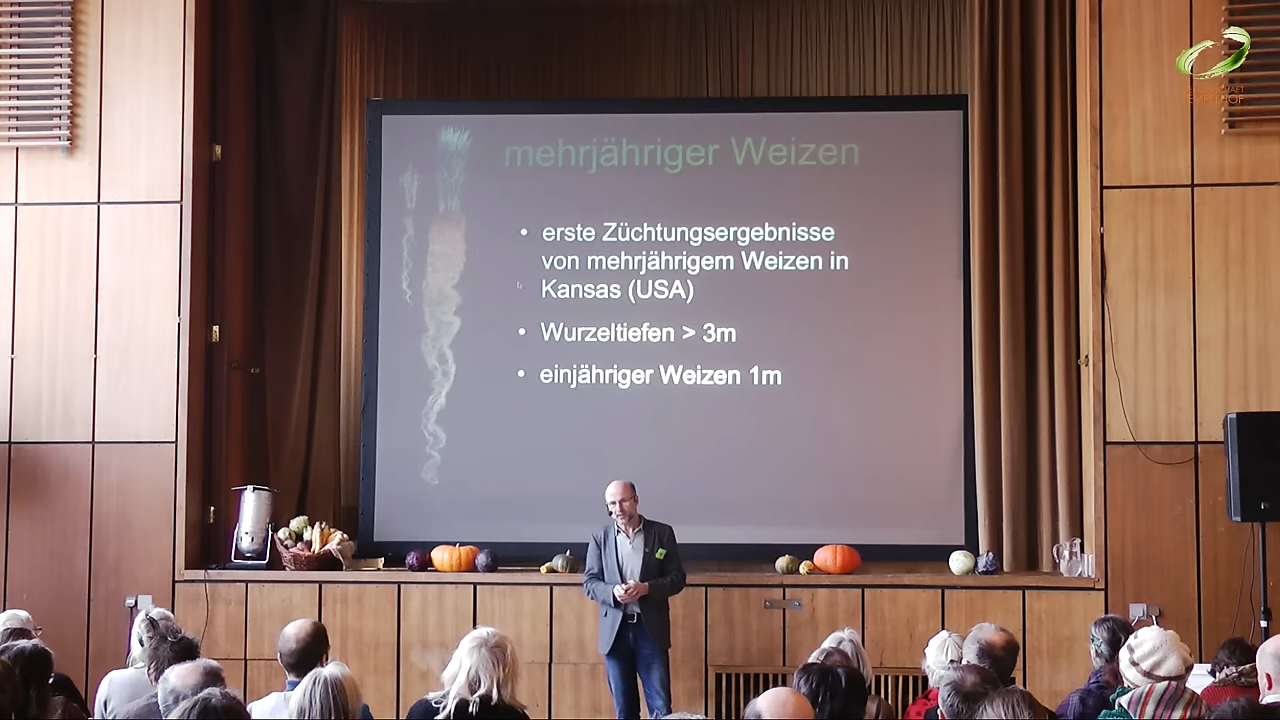 mehrjähriger Weizen
• erste Züchtungsergebnisse
von mehrjährigem Weizen in
Kansas (USA)
• Wurzeltiefen > 3m
• einjähriger Weizen 1m